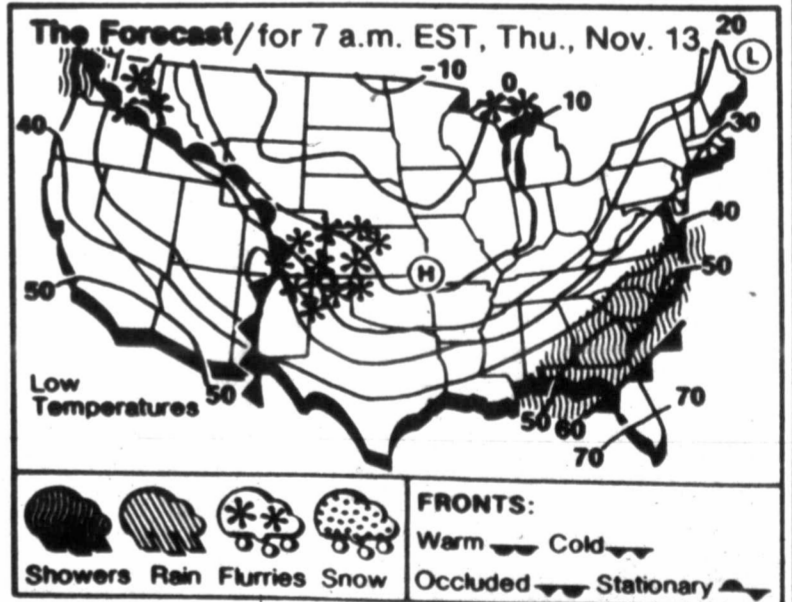 The Forecast / for 7 a.m. EST, Thu., Nov. 13
20
L
-10
0
10
30
40
40
H
50
50
50
Low
Temperatures
50
60
70
70
Showers Rain Flurries Snow
FRONTS:
Warm Cold
Occluded Stationary